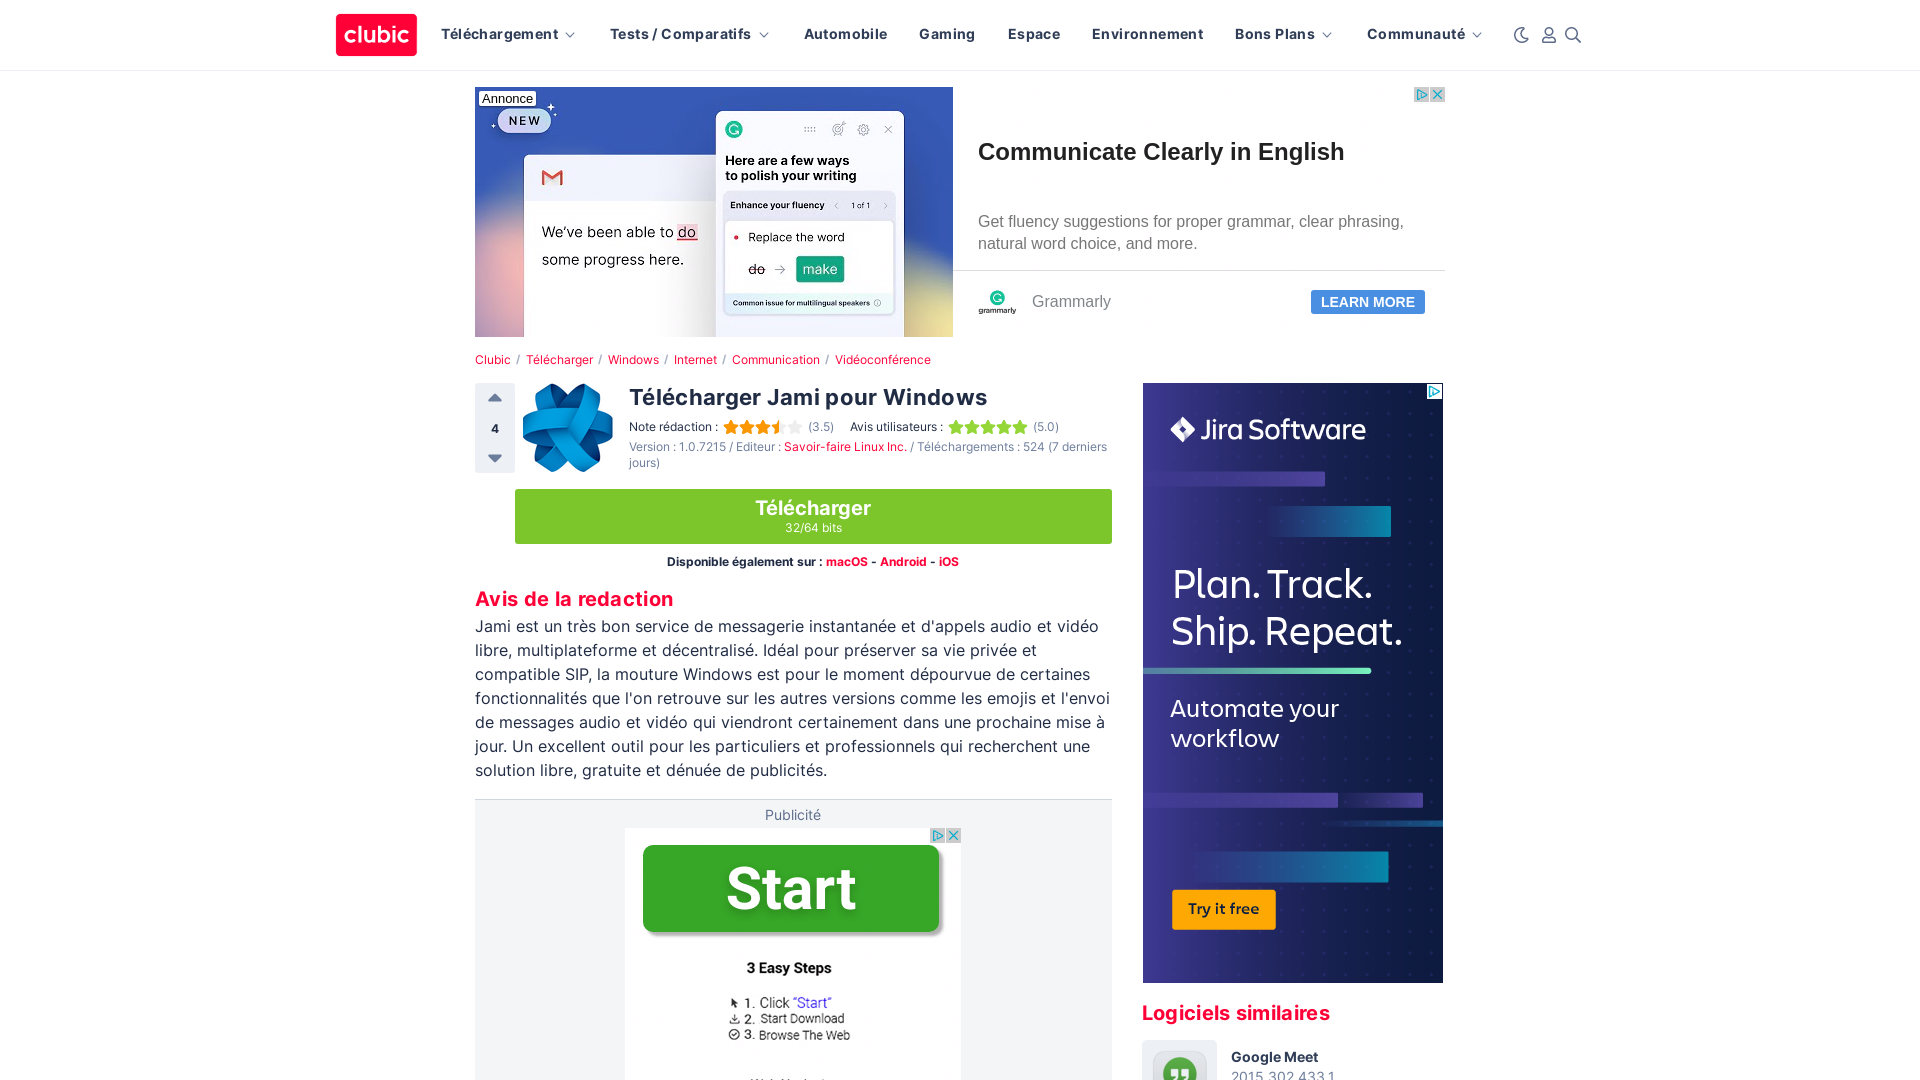 clubic
Téléchargement
Tests / Comparatifs
Automobile
Gaming
Espace
Environnement
Bons Plans
Communauté
Annonce
NEW
We've been able to do
some progress here.
Here are a few ways
to polish your writing
Enhance your fluency
1 of 1
Replace the word
do
make
Common issue for multilingual speakers
Communicate Clearly in English
Get fluency suggestions for proper grammar, clear phrasing,
natural word choice, and more.
grammarly
Grammarly
LEARN MORE
Clubic / Télécharger / Windows / Internet / Communication / Vidéoconférence
4
Télécharger Jami pour Windows
Note rédaction : (3.5) Avis utilisateurs : (5.0)
Version : 1.0.7215 / Editeur : Savoir-faire Linux Inc. / Téléchargements : 524 (7 derniers
jours)
Télécharger
32/64 bits
Disponible également sur : macOS - Android - iOS
Avis de la redaction
Jami est un très bon service de messagerie instantanée et d'appels audio et vidéo
libre, multiplateforme et décentralisé. Idéal pour préserver sa vie privée et
compatible SIP, la mouture Windows est pour le moment dépourvue de certaines
fonctionnalités que l'on retrouve sur les autres versions comme les emojis et l'envoi
de messages audio et vidéo qui viendront certainement dans une prochaine mise à
jour. Un excellent outil pour les particuliers et professionnels qui recherchent une
solution libre, gratuite et dénuée de publicités.
Publicité
Start
3 Easy Steps
1. Click "Start"
2. Start Download
3. Browse The Web
Jira Software
Plan. Track.
Ship. Repeat.
Automate your
workflow
Try it free
Logiciels similaires
Google Meet
2015.302.433.1